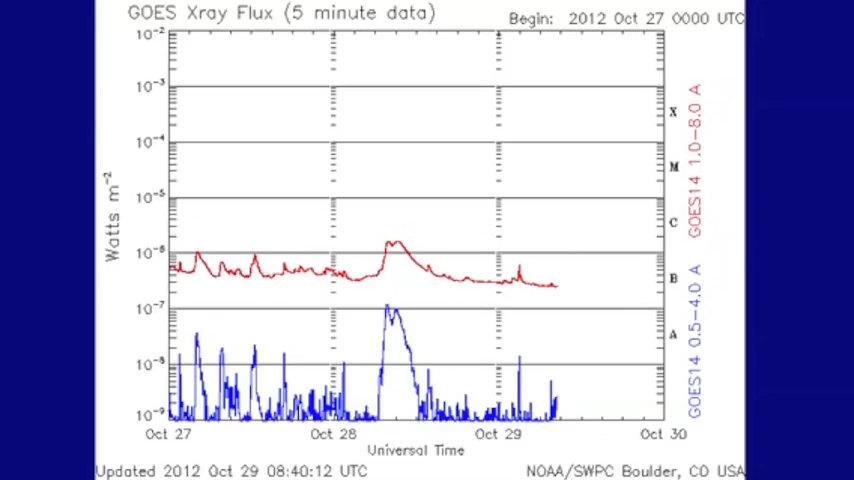 GOES Xray Flux (5 minute data)
Begin: 2012 Oct 27 0000 UTC
10⁻²
10⁻³
10⁻⁴
10⁻⁵
10⁻⁶
10⁻⁷
10⁻⁸
10⁻⁹
Watts m⁻²
X
M
C
B
A
GOES14 1.0-8.0 A
GOES14 0.5-4.0 A
Oct 27
Oct 28
Oct 29
Oct 30
Universal Time
Updated 2012 Oct 29 08:40:12 UTC
NOAA/SWPC Boulder, CO USA